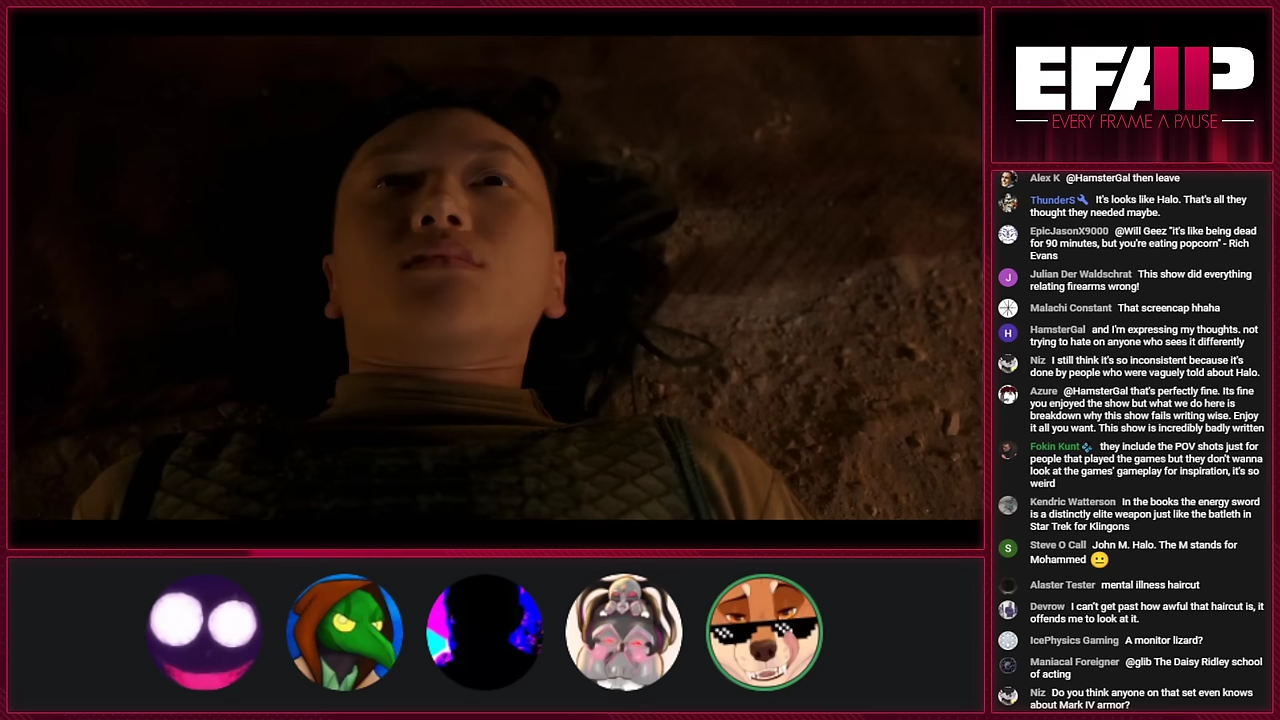 EFAP
EVERY FRAME A PAUSE
Alex K @HamsterGal then leave
ThunderS It's looks like Halo. That's all they
thought they needed maybe.
EpicJasonX9000 @Will Geez "it's like being dead
for 90 minutes, but you're eating popcorn" - Rich
Evans
J
Julian Der Waldschrat This show did everything
relating firearms wrong!
Malachi Constant That screencap hhaha
H
HamsterGal and I'm expressing my thoughts. not
trying to hate on anyone who sees it differently
Niz I still think it's so inconsistent because it's
done by people who were vaguely told about Halo.
Azure @HamsterGal that's perfectly fine. Its fine
you enjoyed the show but what we do here is
breakdown why this show fails writing wise. Enjoy
it all you want. This show is incredibly badly written
Fokin Kunt they include the POV shots just for
people that played the games but they don't wanna
look at the games' gameplay for inspiration, it's so
weird
Kendric Watterson In the books the energy sword
is a distinctly elite weapon just like the batleth in
Star Trek for Klingons
S
Steve O Call John M. Halo. The M stands for
Mohammed
Alaster Tester mental illness haircut
Devrow I can't get past how awful that haircut is, it
offends me to look at it.
IcePhysics Gaming A monitor lizard?
Maniacal Foreigner @glib The Daisy Ridley school
of acting
Niz Do you think anyone on that set even knows
about Mark IV armor?